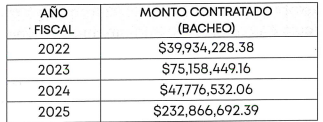 AÑO FISCAL MONTO CONTRATADO (BACHEO)
2022 $39,934,228.38
2023 $75,158,449.16
2024 $47,776,532.06
2025 $232,866,692.39